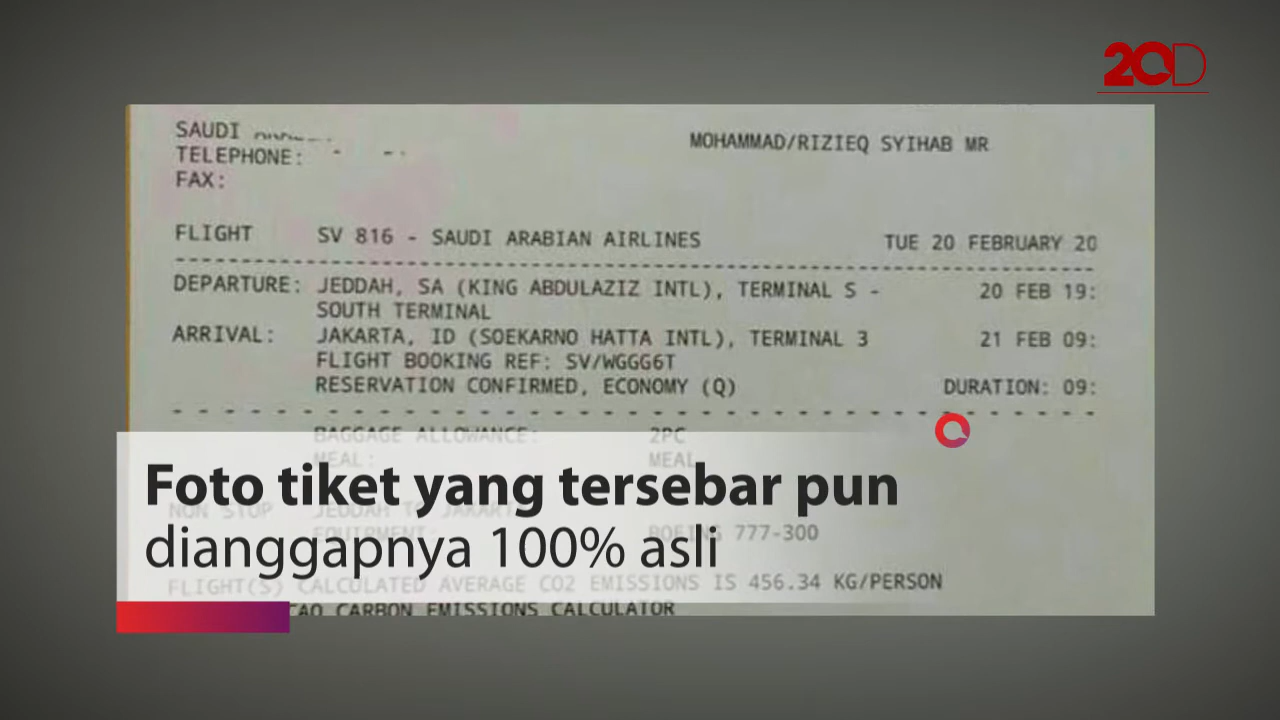 20D
SAUDI
MOHAMMAD/RIZIEQ SYIHAB MR
TELEPHONE:
FAX:
FLIGHT SV 816 - SAUDI ARABIAN AIRLINES TUE 20 FEBRUARY 20
DEPARTURE: JEDDAH, SA (KING ABDULAZIZ INTL), TERMINAL S - 20 FEB 19:
SOUTH TERMINAL
ARRIVAL: JAKARTA, ID (SOEKARNO HATTA INTL), TERMINAL 3 21 FEB 09:
FLIGHT BOOKING REF: SV/WGGG6T
RESERVATION CONFIRMED, ECONOMY (Q) DURATION: 09:
BAGGAGE ALLOWANCE: 2PC
MEAL: MEAL
Foto tiket yang tersebar pun
NON STOP JEDDAH TO JAKARTA
EQUIPMENT: BOEING 777-300
dianggapnya 100% asli
FLIGHT(S) CALCULATED AVERAGE CO2 EMISSIONS IS 456.34 KG/PERSON
CARBON EMISSIONS CALCULATOR